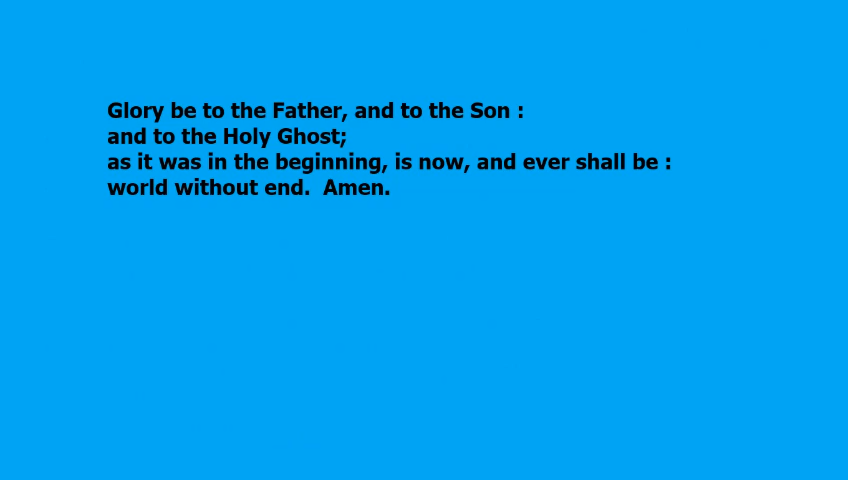 Glory be to the Father, and to the Son :
and to the Holy Ghost;
as it was in the beginning, is now, and ever shall be :
world without end.  Amen.